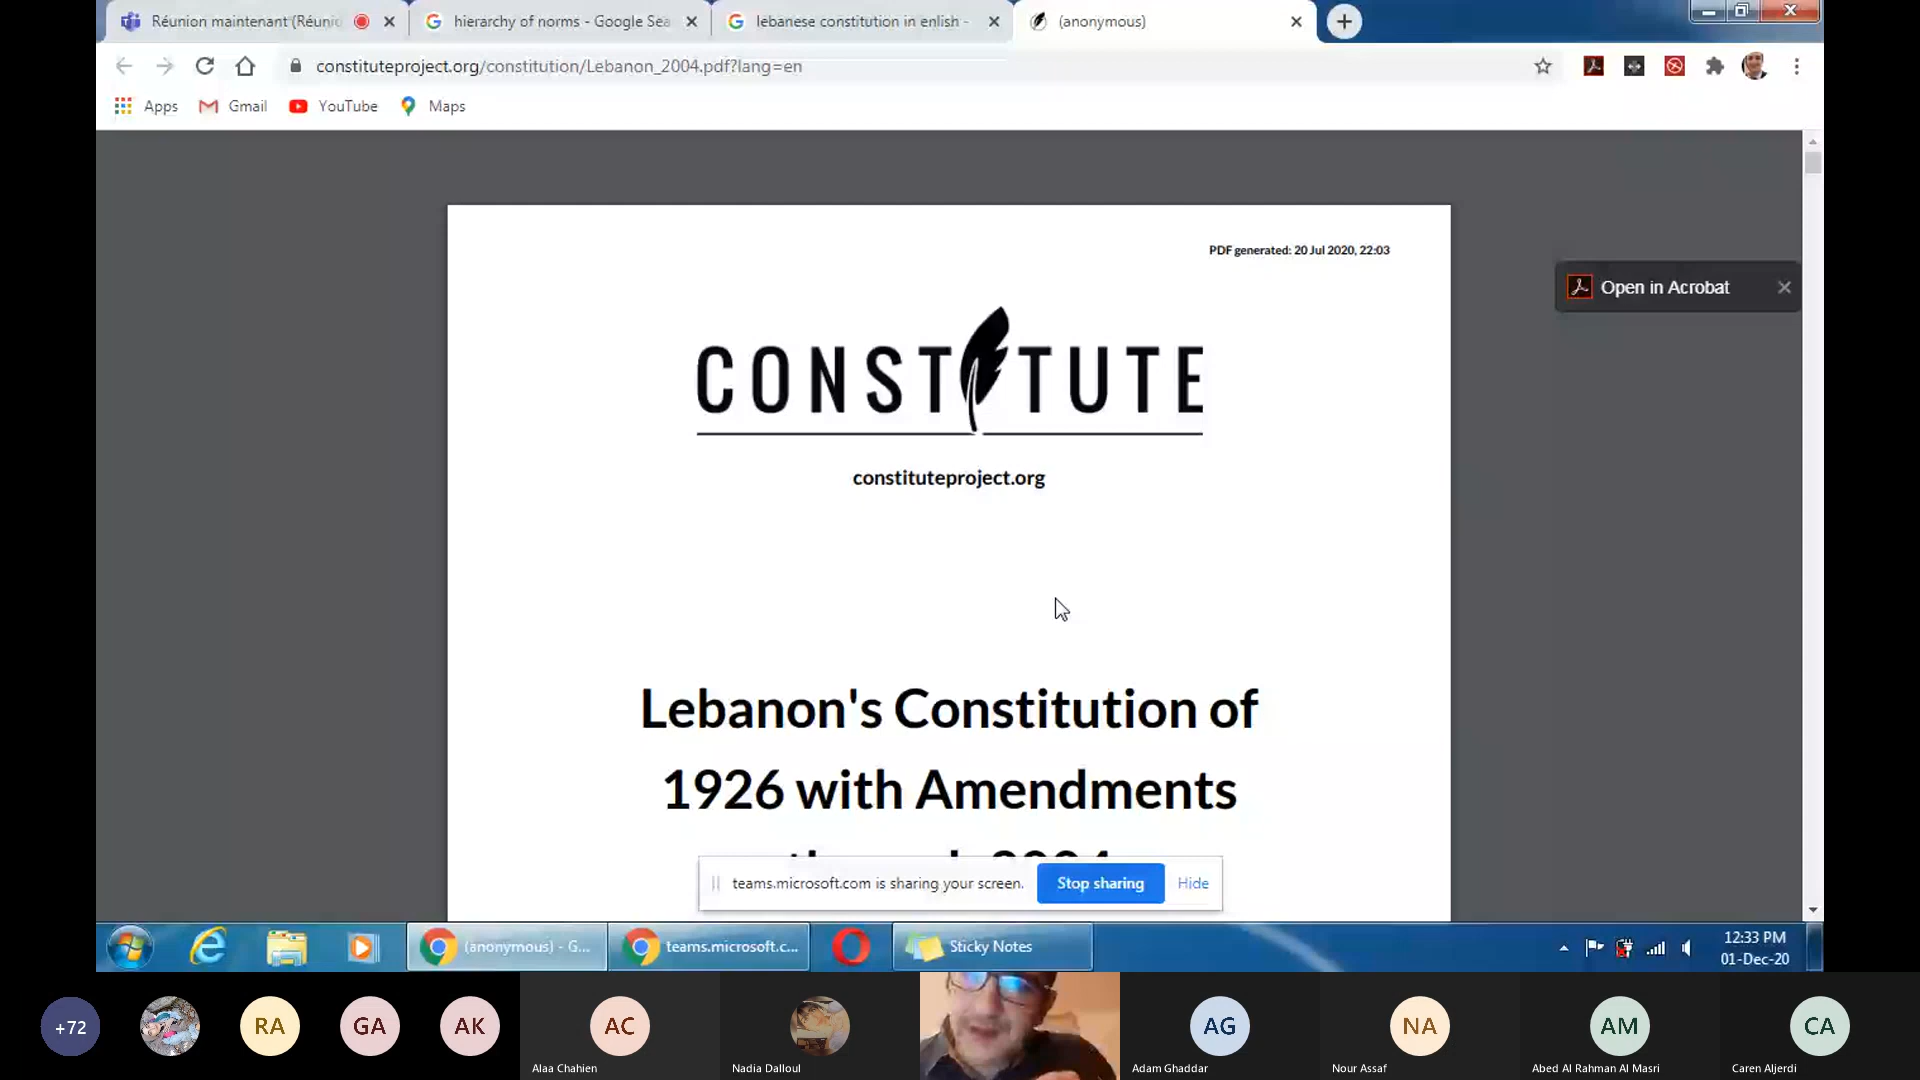 Réunion maintenant (Réunio
hierarchy of norms - Google Sea
lebanese constitution in enlish -
(anonymous)
constituteproject.org/constitution/Lebanon_2004.pdf?lang=en
Apps
Gmail
YouTube
Maps
PDF generated: 20 Jul 2020, 22:03
Open in Acrobat
CONSTITUTE
constituteproject.org
Lebanon's Constitution of
1926 with Amendments
teams.microsoft.com is sharing your screen.
Stop sharing
Hide
(anonymous) - G...
teams.microsoft.c...
Sticky Notes
12:33 PM
01-Dec-20
+72
RA
GA
AK
AC
AG
NA
AM
CA
Alaa Chahien
Nadia Dalloul
Adam Ghaddar
Nour Assaf
Abed Al Rahman Al Masri
Caren Aljerdi